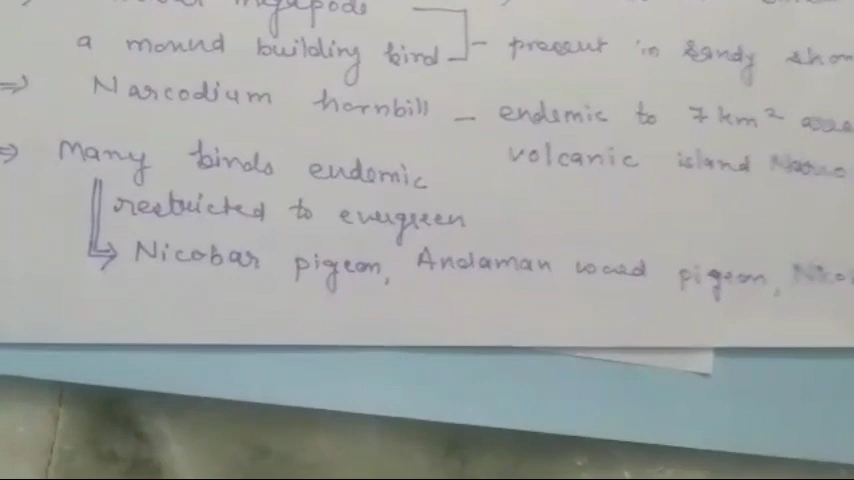 megapods
a mound building bird - present in sandy
⇒ Narcodium hornbill - endemic to 7 km²
volcanic island
⇒ Many birds endemic
restricted to evergreen
↳ Nicobar pigeon, Andaman wood pigeon,